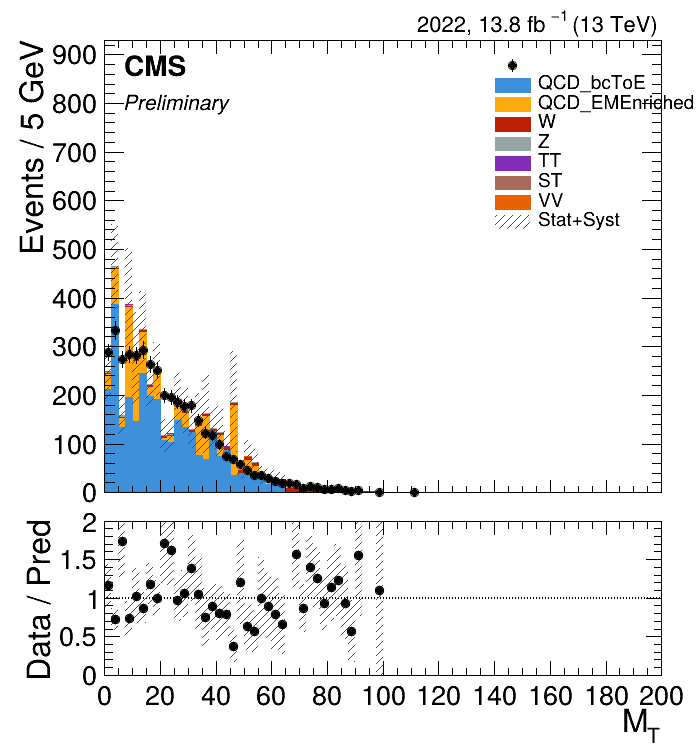 2022, 13.8 fb⁻¹ (13 TeV)
CMS
Preliminary
QCD_bcToE
QCD_EMEnriched
W
Z
TT
ST
VV
Stat+Syst
Events / 5 GeV
900
800
700
600
500
400
300
200
100
0
Data / Pred
2
1.5
1
0.5
0
0 20 40 60 80 100 120 140 160 180 200
M_T